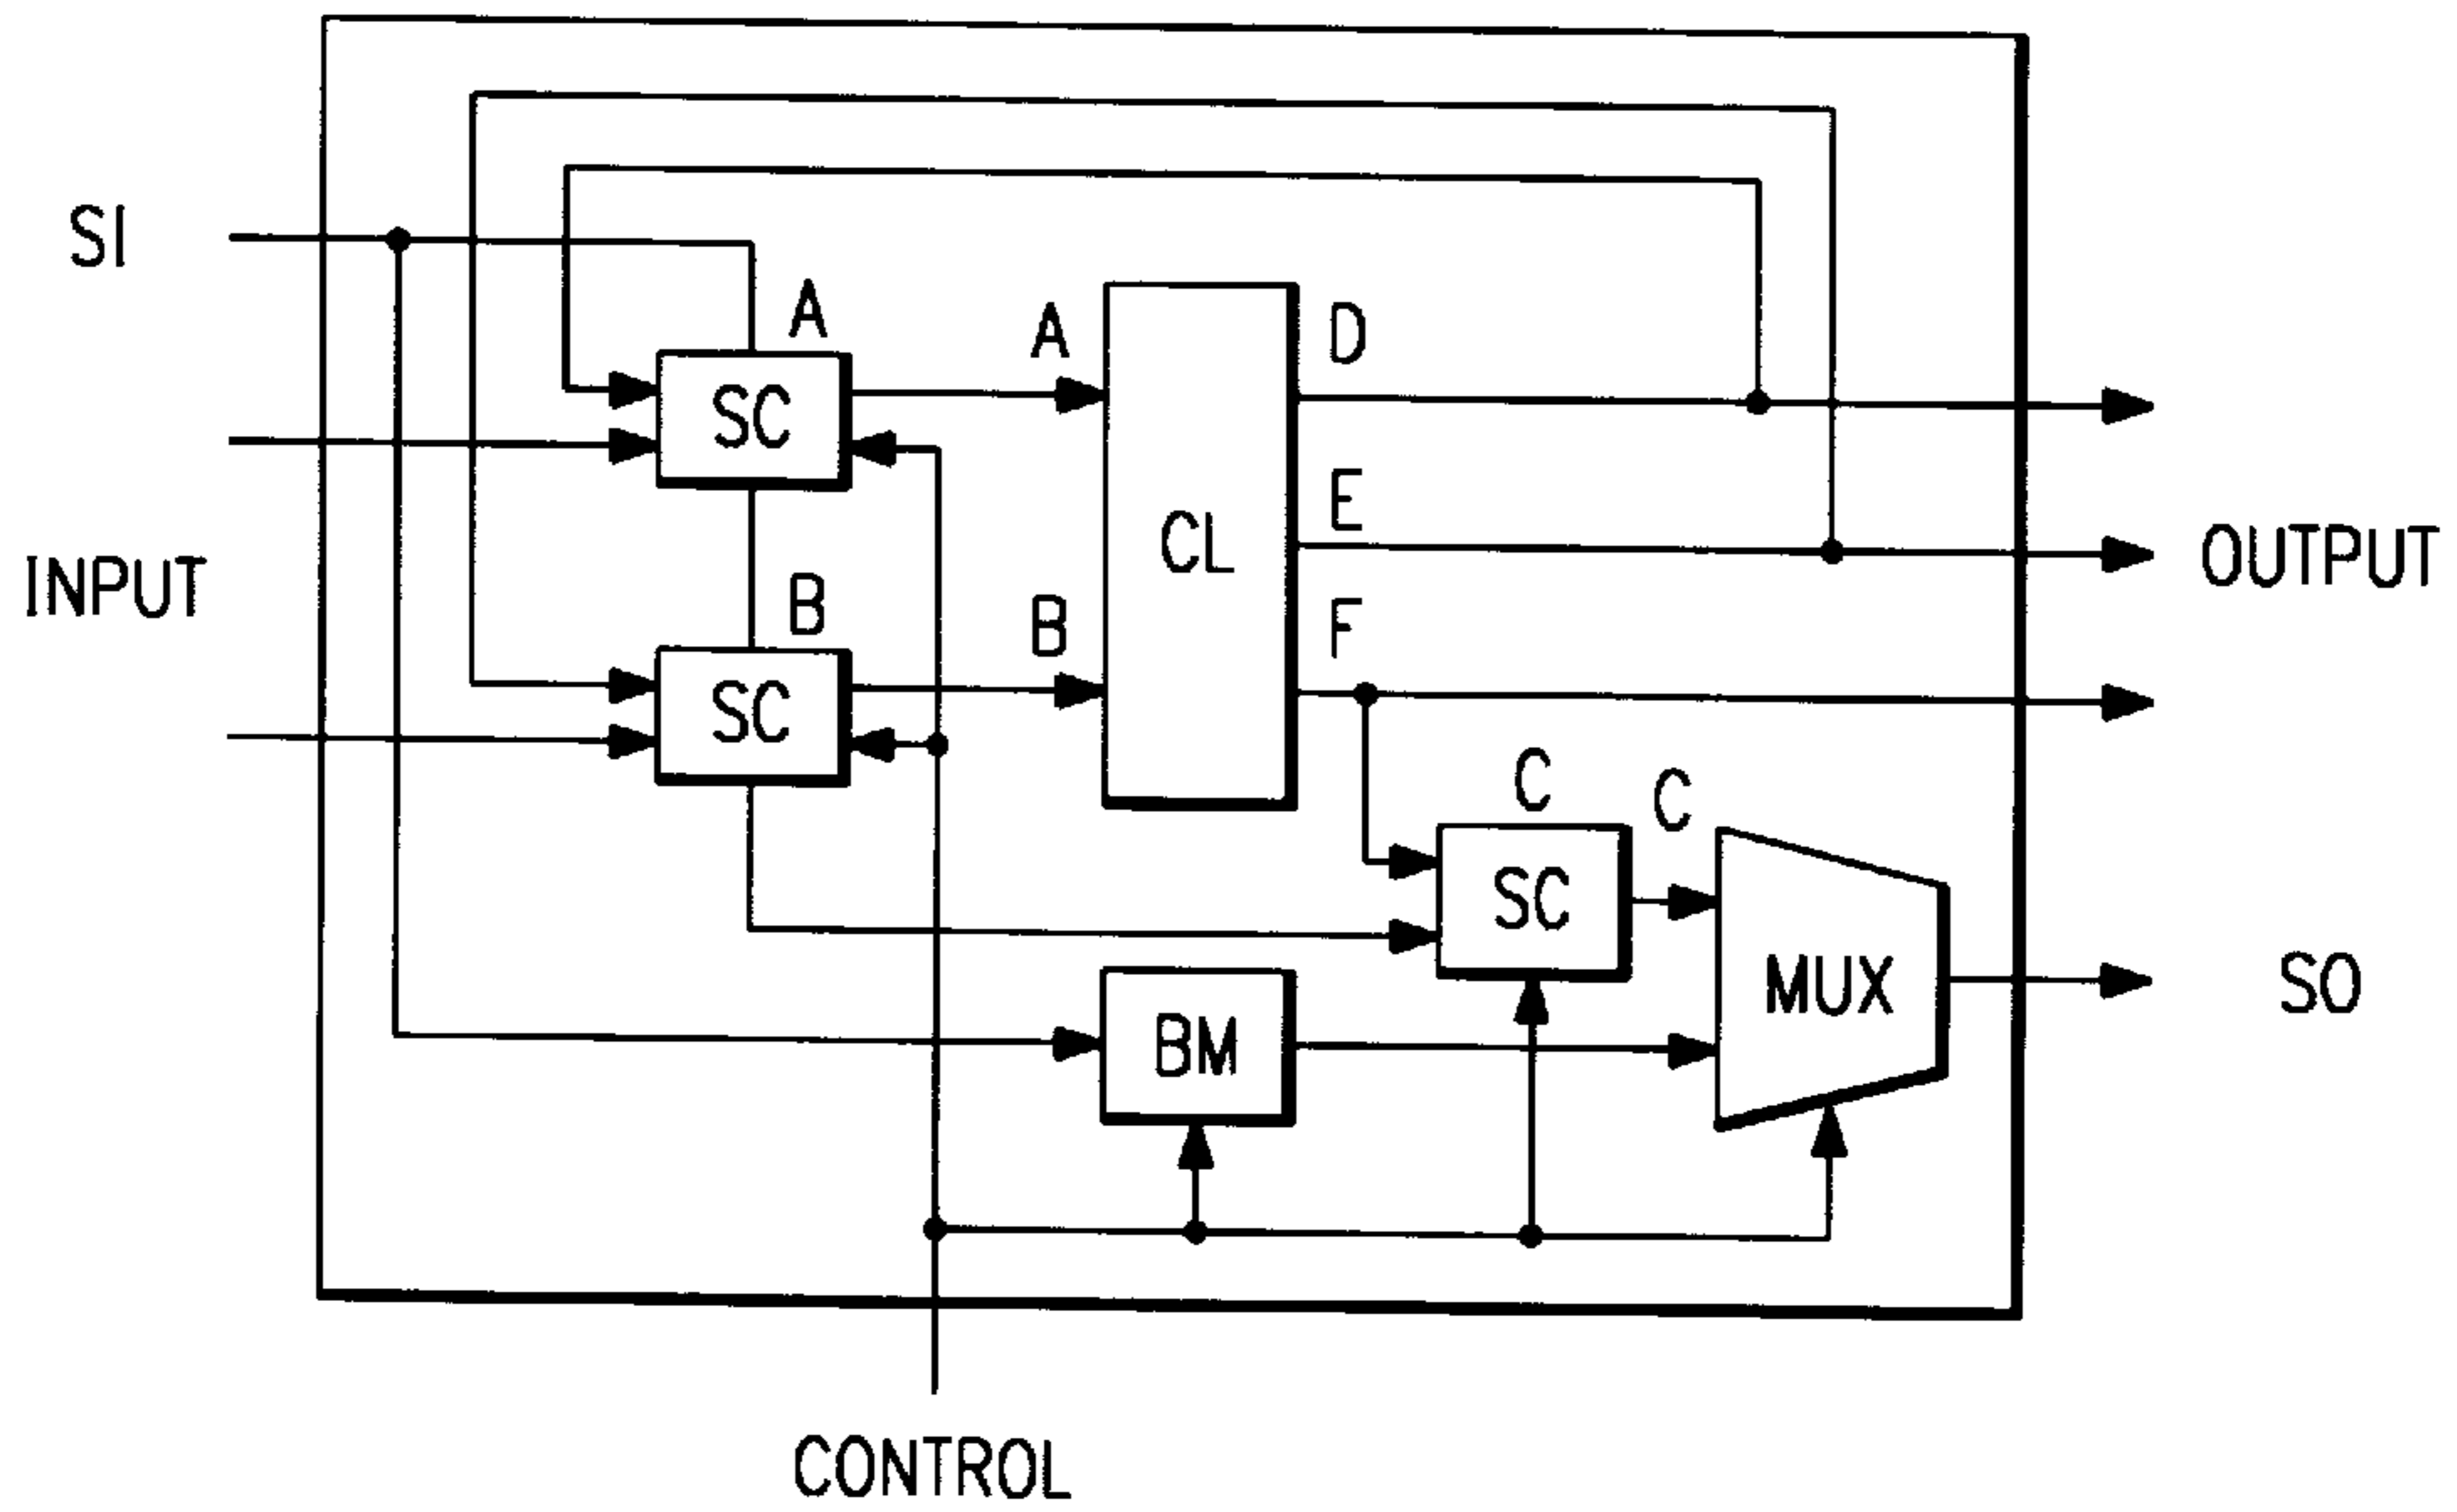 SI
A
A
D
SC
E
CL
INPUT
OUTPUT
B
B
F
SC
C
C
SC
MUX
SO
BM
CONTROL